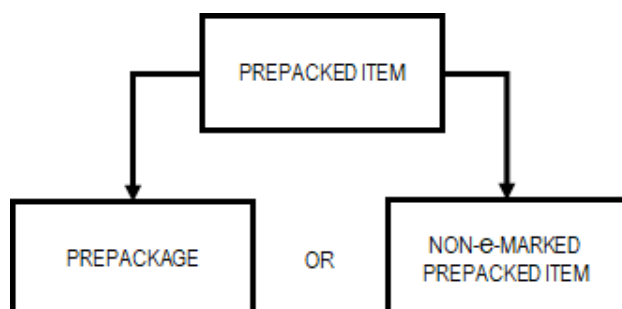 PREPACKED ITEM
PREPACKAGE
OR
NON-e-MARKED
PREPACKED ITEM